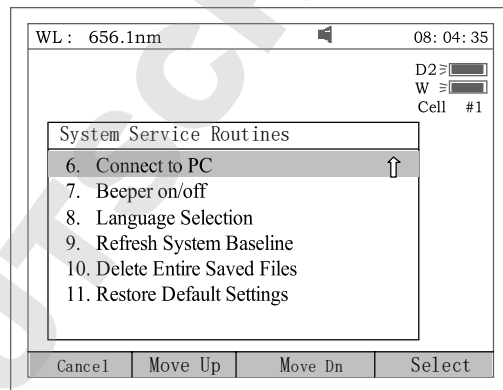 WL: 656.1nm 08:04:35
D2
W
Cell #1
System Service Routines
6. Connect to PC ⇧
7. Beeper on/off
8. Language Selection
9. Refresh System Baseline
10. Delete Entire Saved Files
11. Restore Default Settings
Cancel Move Up Move Dn Select